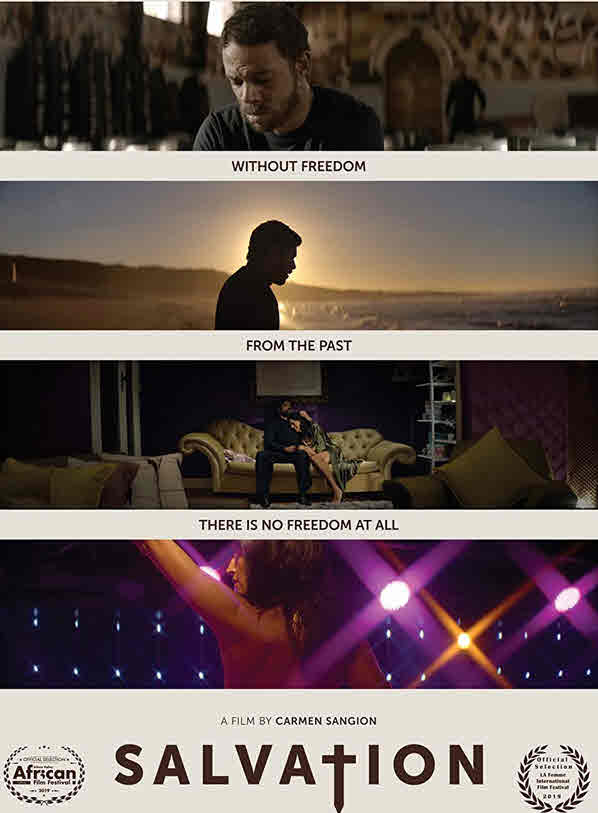 WITHOUT FREEDOM
FROM THE PAST
THERE IS NO FREEDOM AT ALL
A FILM BY CARMEN SANGION
SALVATION
OFFICIAL SELECTION
African
Film Festival
2019
Official
Selection
LA Femme
International
Film Festival
2019